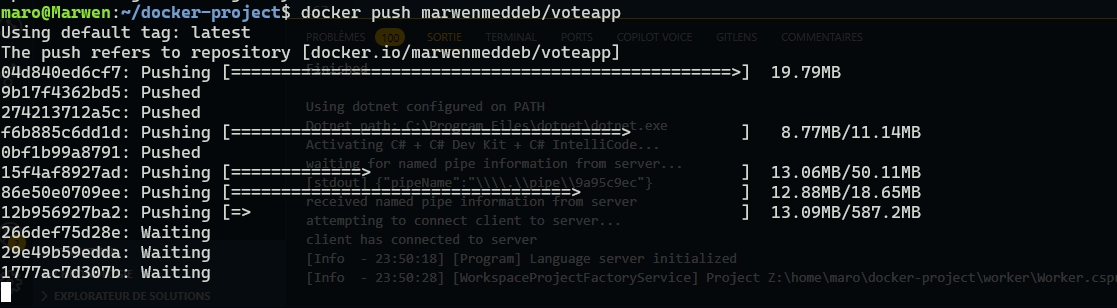 maro@Marwen:~/docker-project$ docker push marwenmeddeb/voteapp
Using default tag: latest
PROBLÈMES 100 SORTIE TERMINAL PORTS COPILOT VOICE GITLENS COMMENTAIRES
The push refers to repository [docker.io/marwenmeddeb/voteapp]
Finished
04d840ed6cf7: Pushing [==================================================>] 19.79MB
9b17f4362bd5: Pushed
Using dotnet configured on PATH
274213712a5c: Pushed
Dotnet path: C:\Program Files\dotnet\dotnet.exe
f6b885c6dd1d: Pushing [=======================================>           ] 8.77MB/11.14MB
Activating C# + C# Dev Kit + C# IntelliCode...
0bf1b99a8791: Pushed
waiting for named pipe information from server...
15f4af8927ad: Pushing [=============>                                     ] 13.06MB/50.11MB
[stdout] {"pipeName":"\\\\.\\pipe\\9a95c9ec"}
86e50e0709ee: Pushing [==================================>                ] 12.88MB/18.65MB
received named pipe information from server
12b956927ba2: Pushing [=>                                                 ] 13.09MB/587.2MB
attempting to connect client to server...
266def75d28e: Waiting
client has connected to server
29e49b59edda: Waiting
[Info - 23:50:18] [Program] Language server initialized
1777ac7d307b: Waiting
[Info - 23:50:28] [WorkspaceProjectFactoryService] Project Z:\home\maro\docker-project\worker\Worker.csp
EXPLORATEUR DE SOLUTIONS